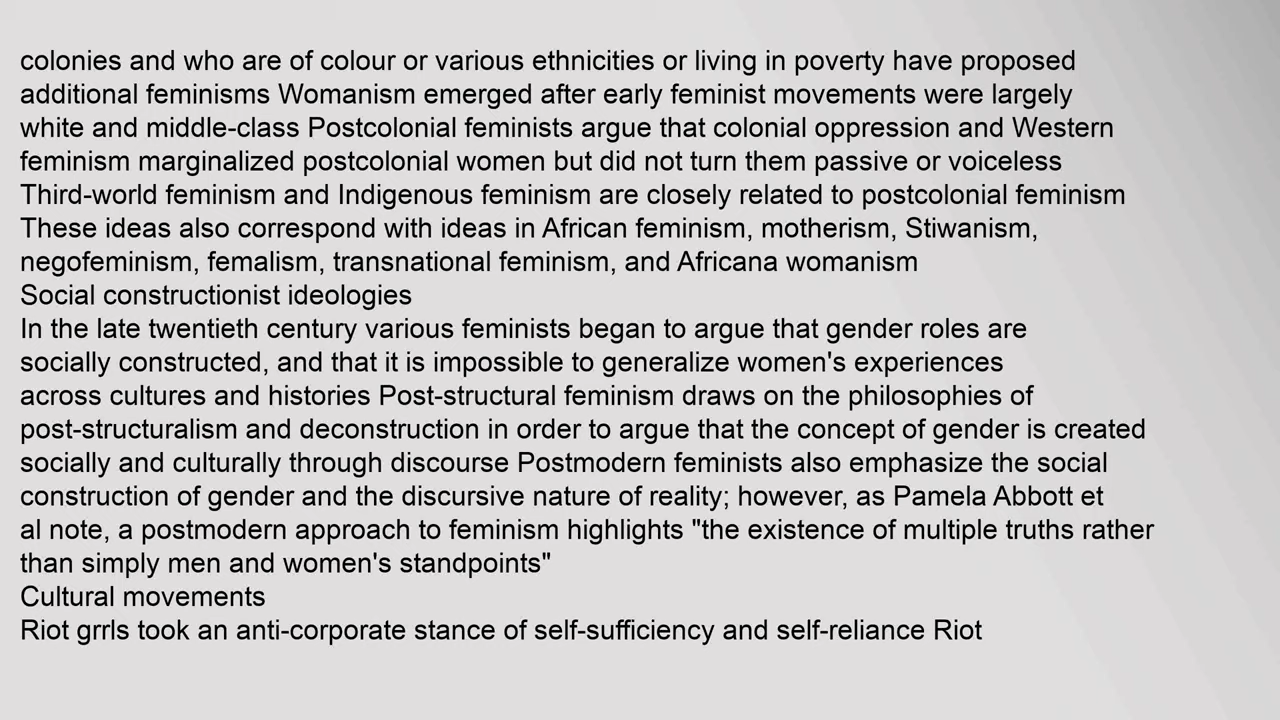 colonies and who are of colour or various ethnicities or living in poverty have proposed
additional feminisms Womanism emerged after early feminist movements were largely
white and middle-class Postcolonial feminists argue that colonial oppression and Western
feminism marginalized postcolonial women but did not turn them passive or voiceless
Third-world feminism and Indigenous feminism are closely related to postcolonial feminism
These ideas also correspond with ideas in African feminism, motherism, Stiwanism,
negofeminism, femalism, transnational feminism, and Africana womanism
Social constructionist ideologies
In the late twentieth century various feminists began to argue that gender roles are
socially constructed, and that it is impossible to generalize women's experiences
across cultures and histories Post-structural feminism draws on the philosophies of
post-structuralism and deconstruction in order to argue that the concept of gender is created
socially and culturally through discourse Postmodern feminists also emphasize the social
construction of gender and the discursive nature of reality; however, as Pamela Abbott et
al note, a postmodern approach to feminism highlights "the existence of multiple truths rather
than simply men and women's standpoints"
Cultural movements
Riot grrls took an anti-corporate stance of self-sufficiency and self-reliance Riot